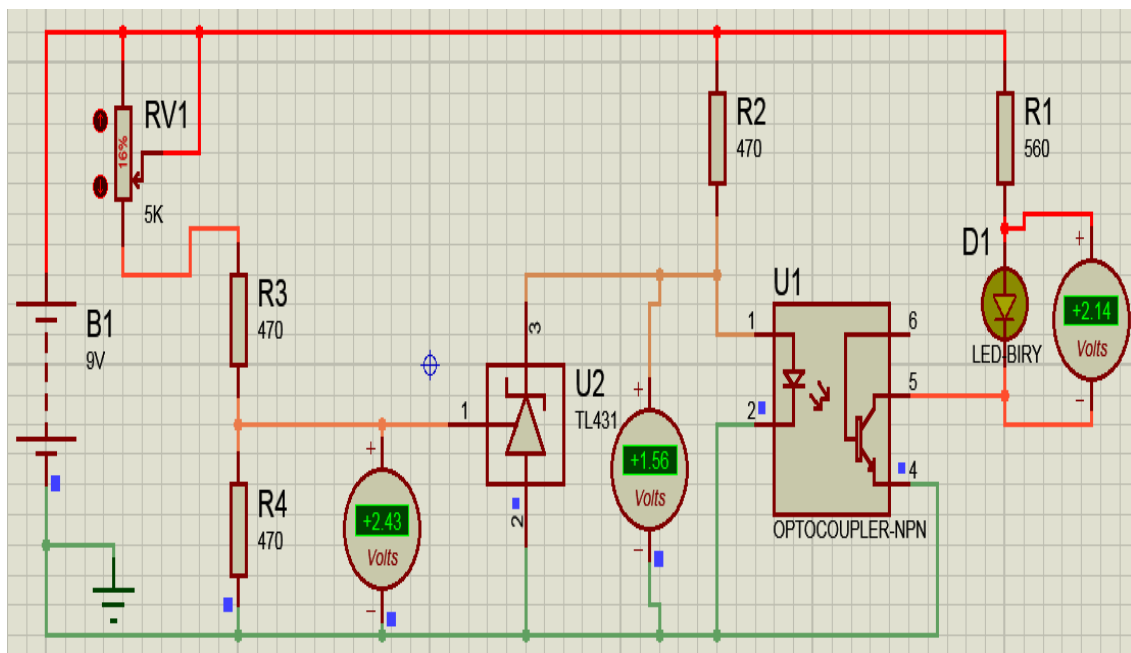 RV1
16%
5K
B1
9V
R3
470
R4
470
+
+2.43
Volts
−
1
3
2
U2
TL431
+
+1.56
Volts
−
R2
470
U1
1
2
6
5
4
OPTOCOUPLER-NPN
R1
560
D1
LED-BIRY
+
+2.14
Volts
−